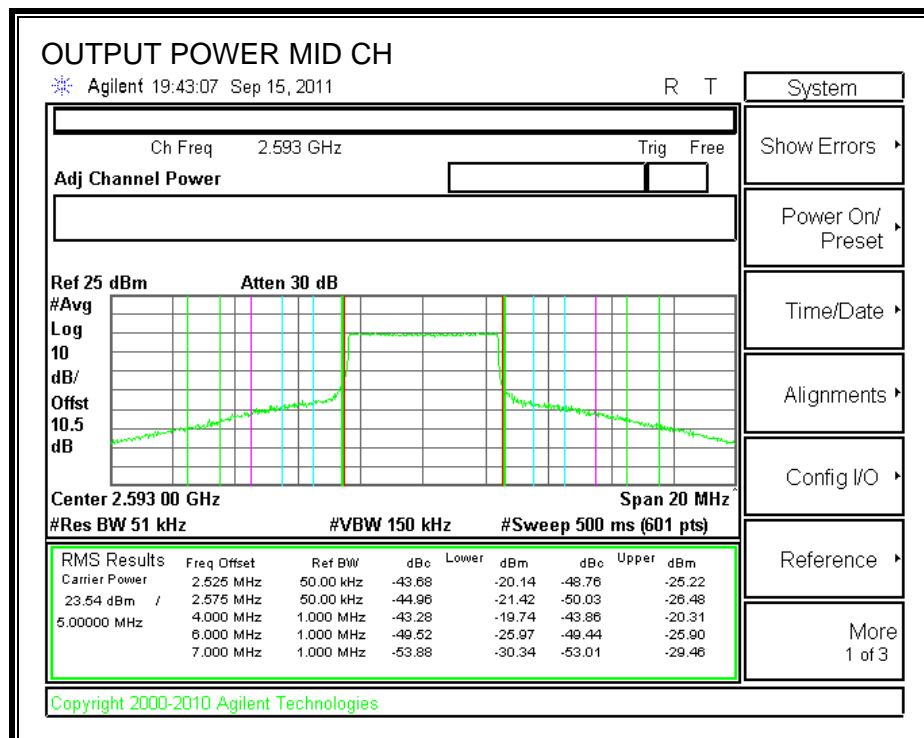 OUTPUT POWER MID CH
Agilent 19:43:07 Sep 15, 2011 R T
System
Ch Freq 2.593 GHz Trig Free
Show Errors
Adj Channel Power
Power On/
Preset
Ref 25 dBm Atten 30 dB
#Avg
Log
10
dB/
Offst
10.5
dB
Time/Date
Alignments
Config I/O
Center 2.593 00 GHz Span 20 MHz
#Res BW 51 kHz #VBW 150 kHz #Sweep 500 ms (601 pts)
RMS Results Freq Offset Ref BW dBc Lower dBm dBc Upper dBm
Carrier Power 2.525 MHz 50.00 kHz -43.68 -20.14 -48.76 -25.22
23.54 dBm / 2.575 MHz 50.00 kHz -44.96 -21.42 -50.03 -26.48
5.00000 MHz 4.000 MHz 1.000 MHz -43.28 -19.74 -43.86 -20.31
6.000 MHz 1.000 MHz -49.52 -25.97 -49.44 -25.90
7.000 MHz 1.000 MHz -53.88 -30.34 -53.01 -29.46
Reference
More
1 of 3
Copyright 2000-2010 Agilent Technologies